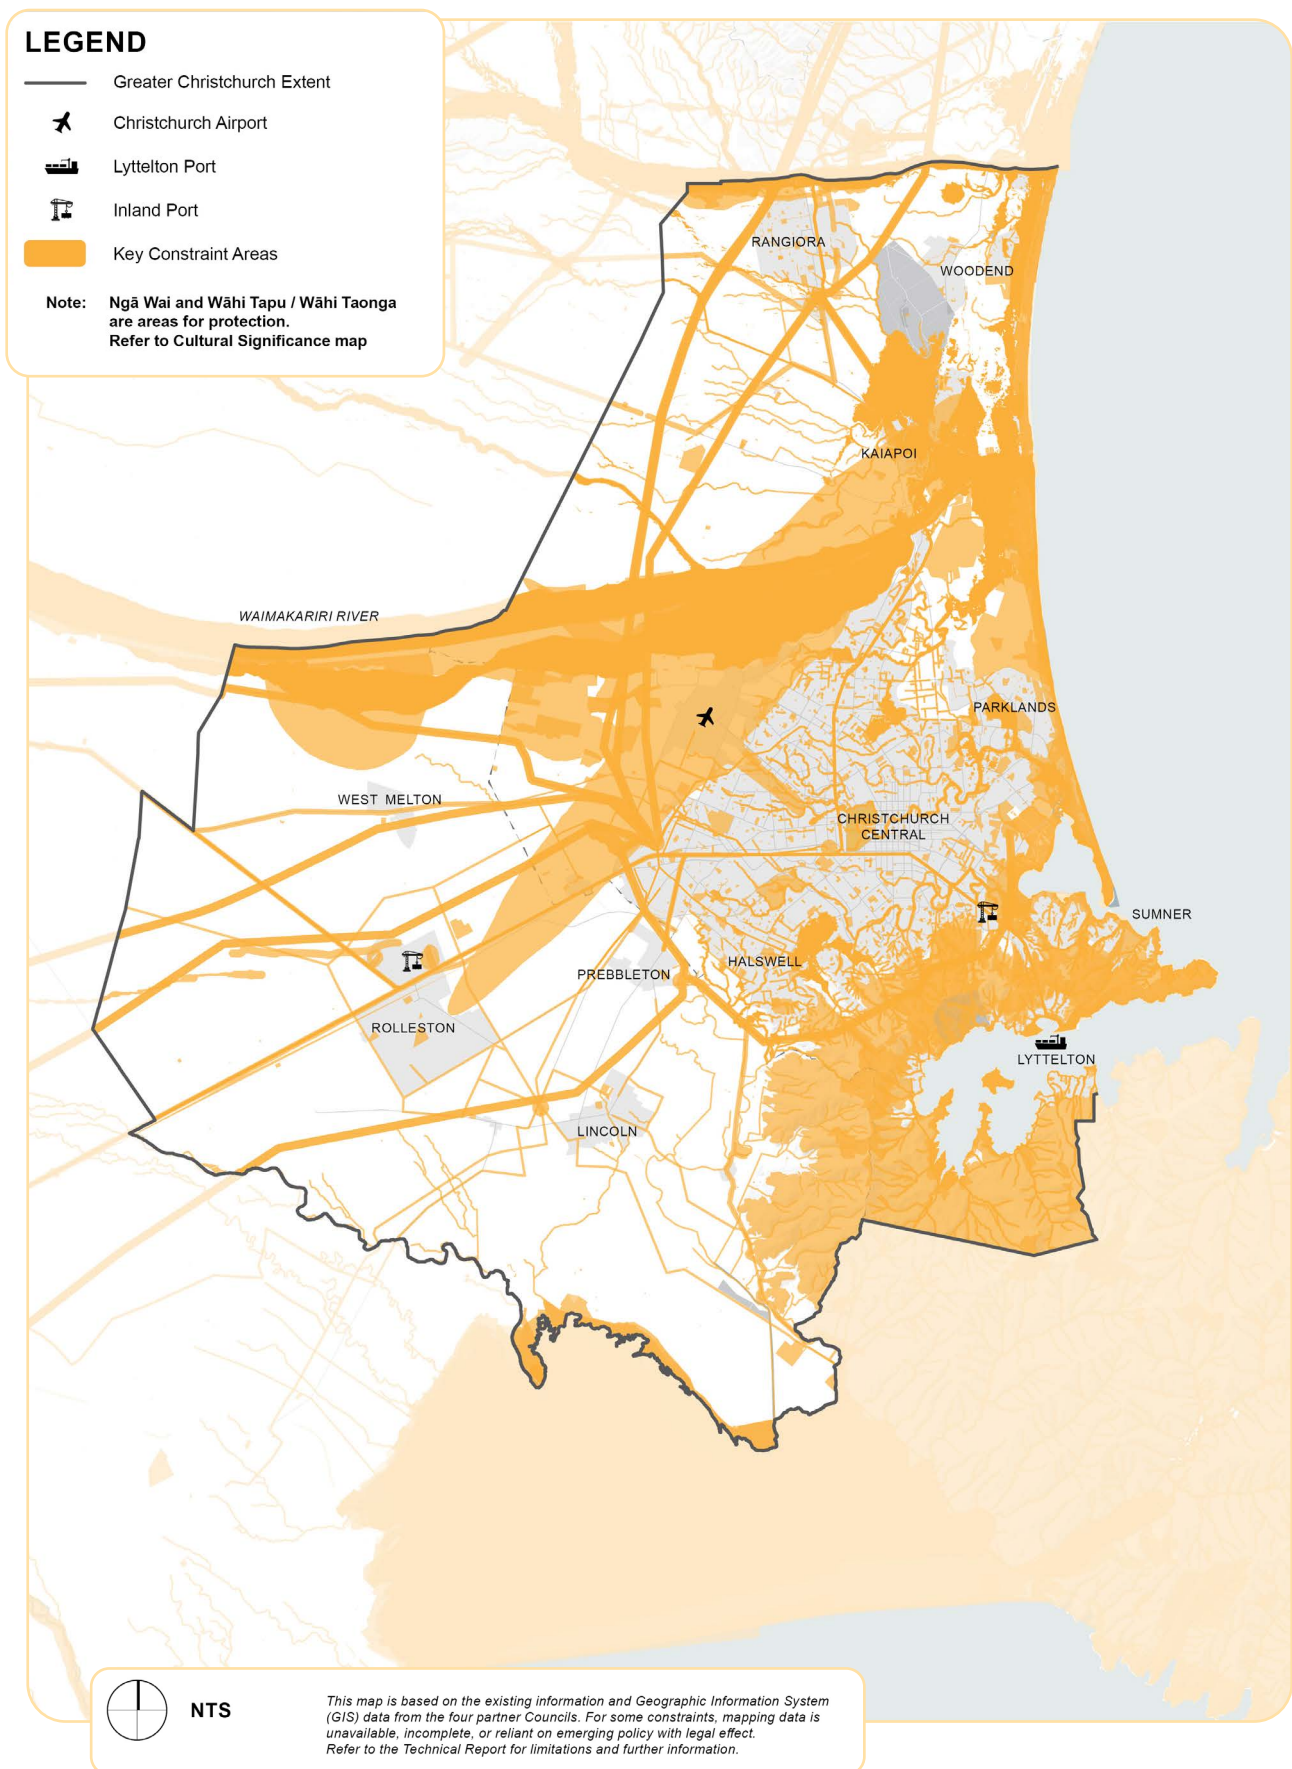 LEGEND
Greater Christchurch Extent
Christchurch Airport
Lyttelton Port
Inland Port
Key Constraint Areas
Note: Ngā Wai and Wāhi Tapu / Wāhi Taonga
are areas for protection.
Refer to Cultural Significance map
RANGIORA
WOODEND
KAIAPOI
WAIMAKARIRI RIVER
PARKLANDS
WEST MELTON
CHRISTCHURCH
CENTRAL
SUMNER
HALSWELL
PREBBLETON
ROLLESTON
LYTTELTON
LINCOLN
NTS
This map is based on the existing information and Geographic Information System
(GIS) data from the four partner Councils. For some constraints, mapping data is
unavailable, incomplete, or reliant on emerging policy with legal effect.
Refer to the Technical Report for limitations and further information.